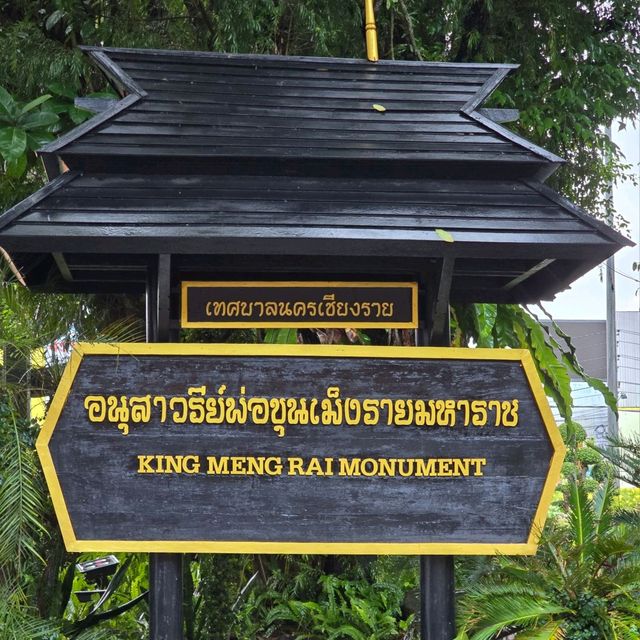 เทศบาลนครเชียงราย
อนุสาวรีย์พ่อขุนเม็งรายมหาราช
KING MENG RAI MONUMENT